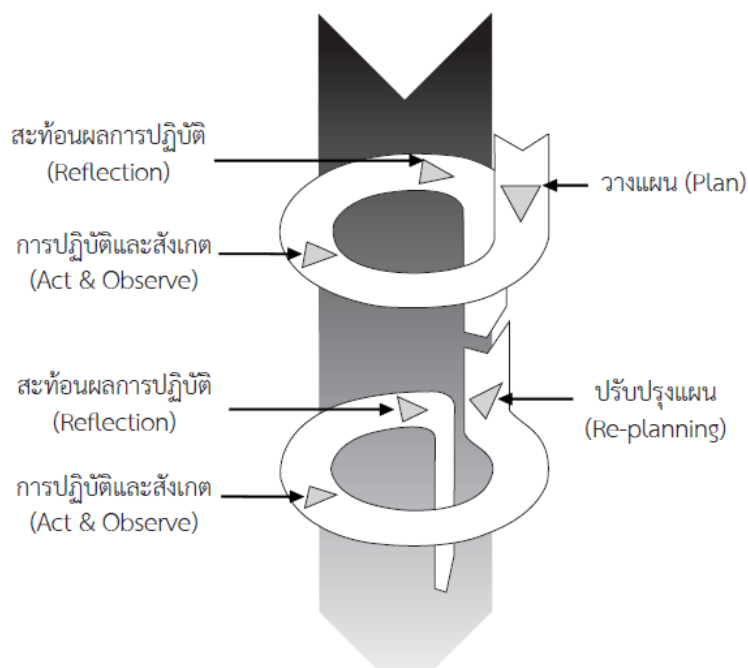 สะท้อนผลการปฏิบัติ
(Reflection)
วางแผน (Plan)
การปฏิบัติและสังเกต
(Act & Observe)
สะท้อนผลการปฏิบัติ
(Reflection)
ปรับปรุงแผน
(Re-planning)
การปฏิบัติและสังเกต
(Act & Observe)